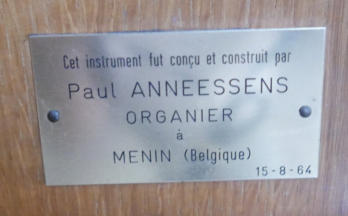 Cet instrument fut conçu et construit par
Paul ANNEESSENS
ORGANIER
à
MENIN (Belgique)
15-8-64